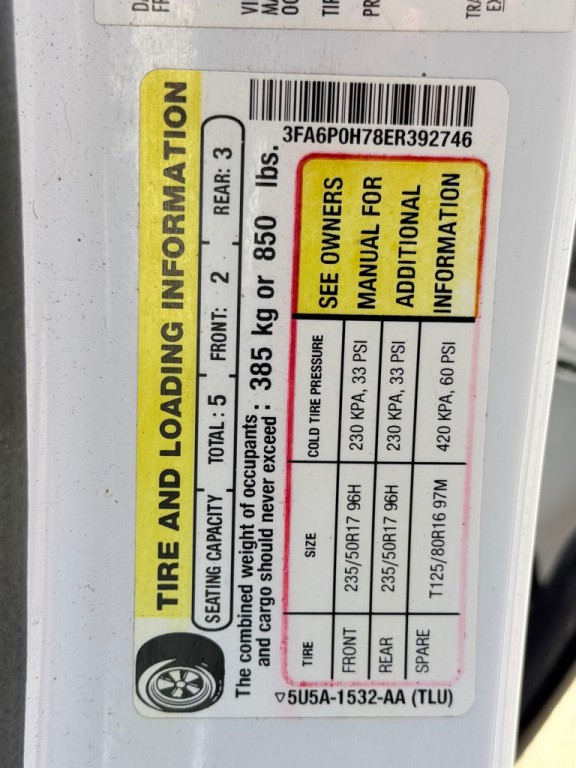 TIRE AND LOADING INFORMATION
SEATING CAPACITY TOTAL : 5 FRONT: 2 REAR: 3
The combined weight of occupants
and cargo should never exceed : 385 kg or 850 lbs.
3FA6P0H78ER392746
TIRE SIZE COLD TIRE PRESSURE
FRONT 235/50R17 96H 230 KPA, 33 PSI
REAR 235/50R17 96H 230 KPA, 33 PSI
SPARE T125/80R16 97M 420 KPA, 60 PSI
SEE OWNERS
MANUAL FOR
ADDITIONAL
INFORMATION
5U5A-1532-AA (TLU)